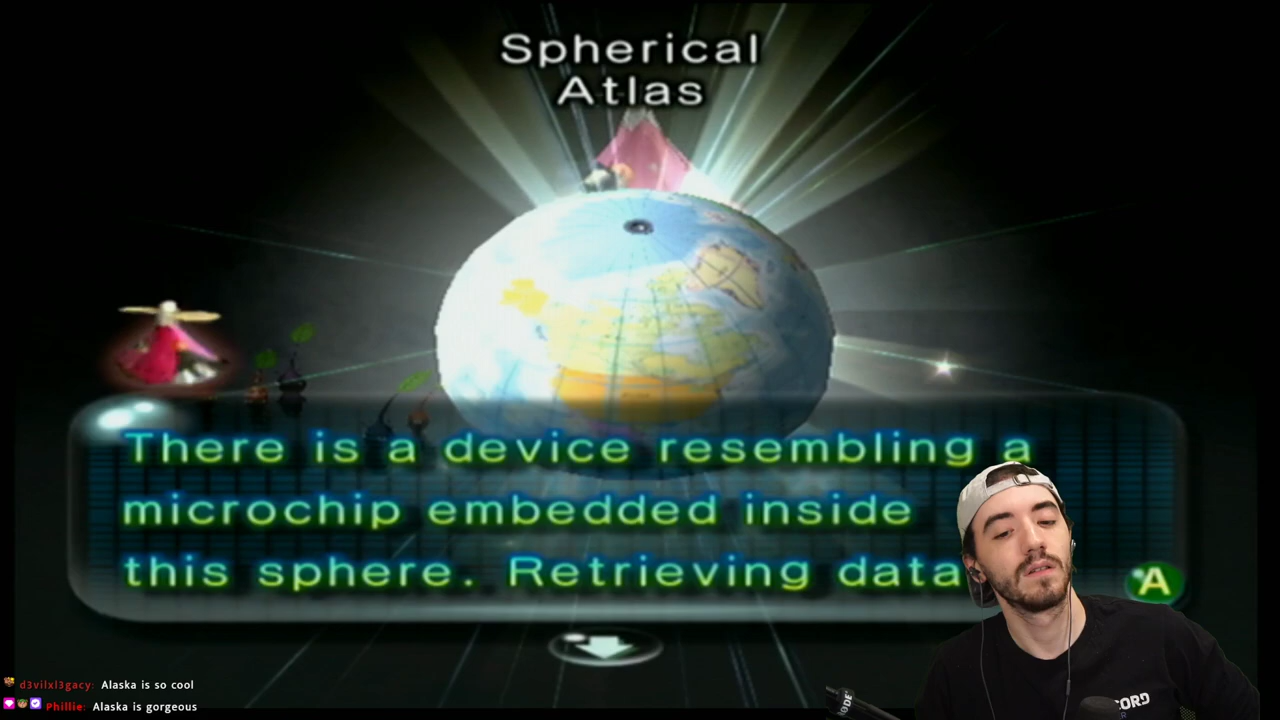 Spherical
Atlas
There is a device resembling a
microchip embedded inside
this sphere. Retrieving data
A
d3vilxl3gacy: Alaska is so cool
Phillie: Alaska is gorgeous
CORD